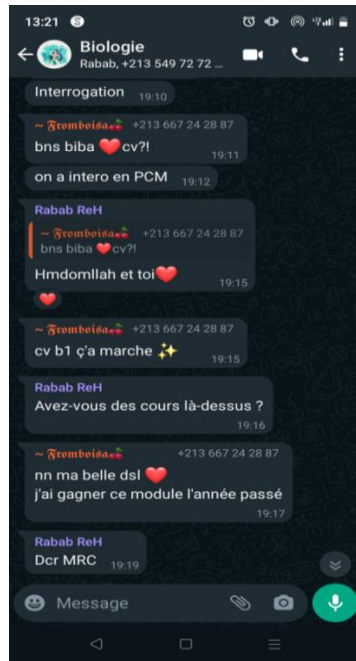 13:21
Biologie
Rabab, +213 549 72 72 ...
Interrogation 19:10
~ Fromboisa +213 667 24 28 87
bns biba ❤️cv?!
19:11
on a intero en PCM 19:12
Rabab ReH
~ Fromboisa +213 667 24 28 87
bns biba ❤️cv?!
Hmdomllah et toi❤️
19:15
❤️
~ Fromboisa +213 667 24 28 87
cv b1 ç'a marche ✨
19:15
Rabab ReH
Avez-vous des cours là-dessus ?
19:16
~ Fromboisa +213 667 24 28 87
nn ma belle dsl ❤️
j'ai gagner ce module l'année passé
19:17
Rabab ReH
Dcr MRC 19:19
Message